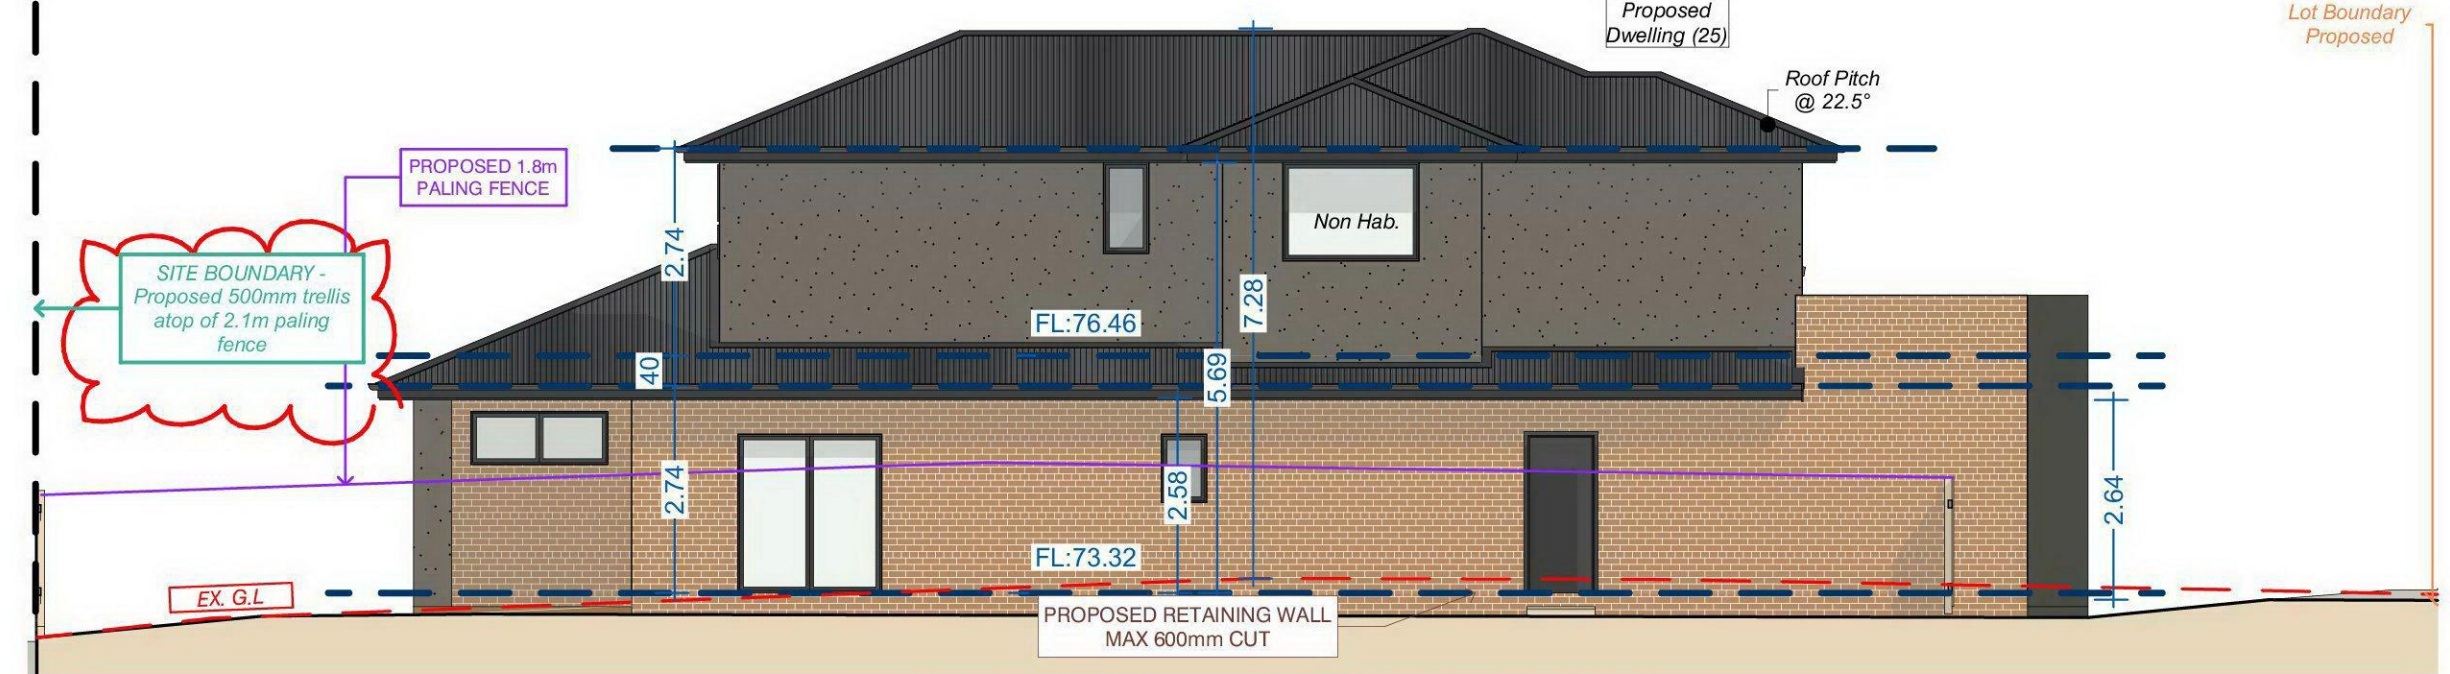 Proposed
Dwelling (25)
Lot Boundary
Proposed
Roof Pitch
@ 22.5°
PROPOSED 1.8m
PALING FENCE
SITE BOUNDARY -
Proposed 500mm trellis
atop of 2.1m paling
fence
Non Hab.
2.74
7.28
FL:76.46
40
5.69
2.74
2.58
2.64
FL:73.32
EX. G.L
PROPOSED RETAINING WALL
MAX 600mm CUT